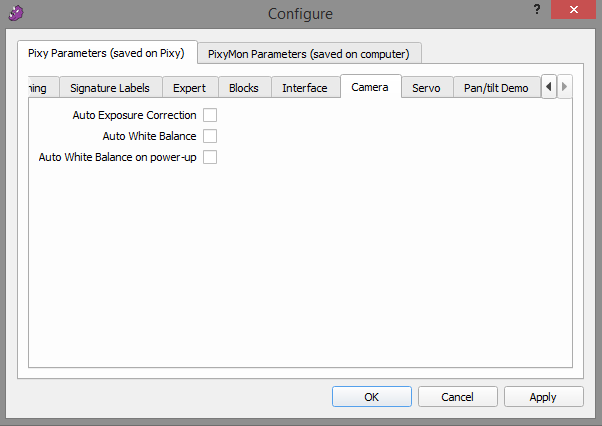 Configure
?
Pixy Parameters (saved on Pixy) PixyMon Parameters (saved on computer)
ning Signature Labels Expert Blocks Interface Camera Servo Pan/tilt Demo
Auto Exposure Correction
Auto White Balance
Auto White Balance on power-up
OK Cancel Apply